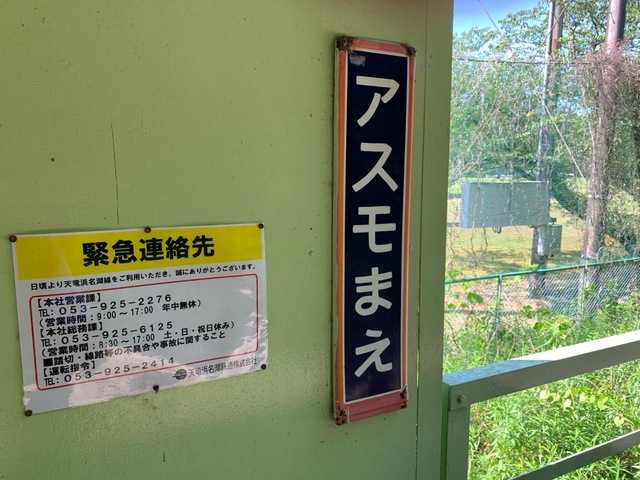 緊急連絡先
日頃より天竜浜名湖線をご利用いただき、誠にありがとうございます。
【本社営業課】
TEL:053-925-2276
(営業時間:9:00~17:00 年中無休)
【本社総務課】
TEL:053-925-6125
(営業時間:8:30~17:00 土・日・祝日休み)
■踏切・線路等の不具合や事故に関すること
【運転指令】
TEL:053-925-2414
天竜浜名湖鉄道株式会社
アスモまえ